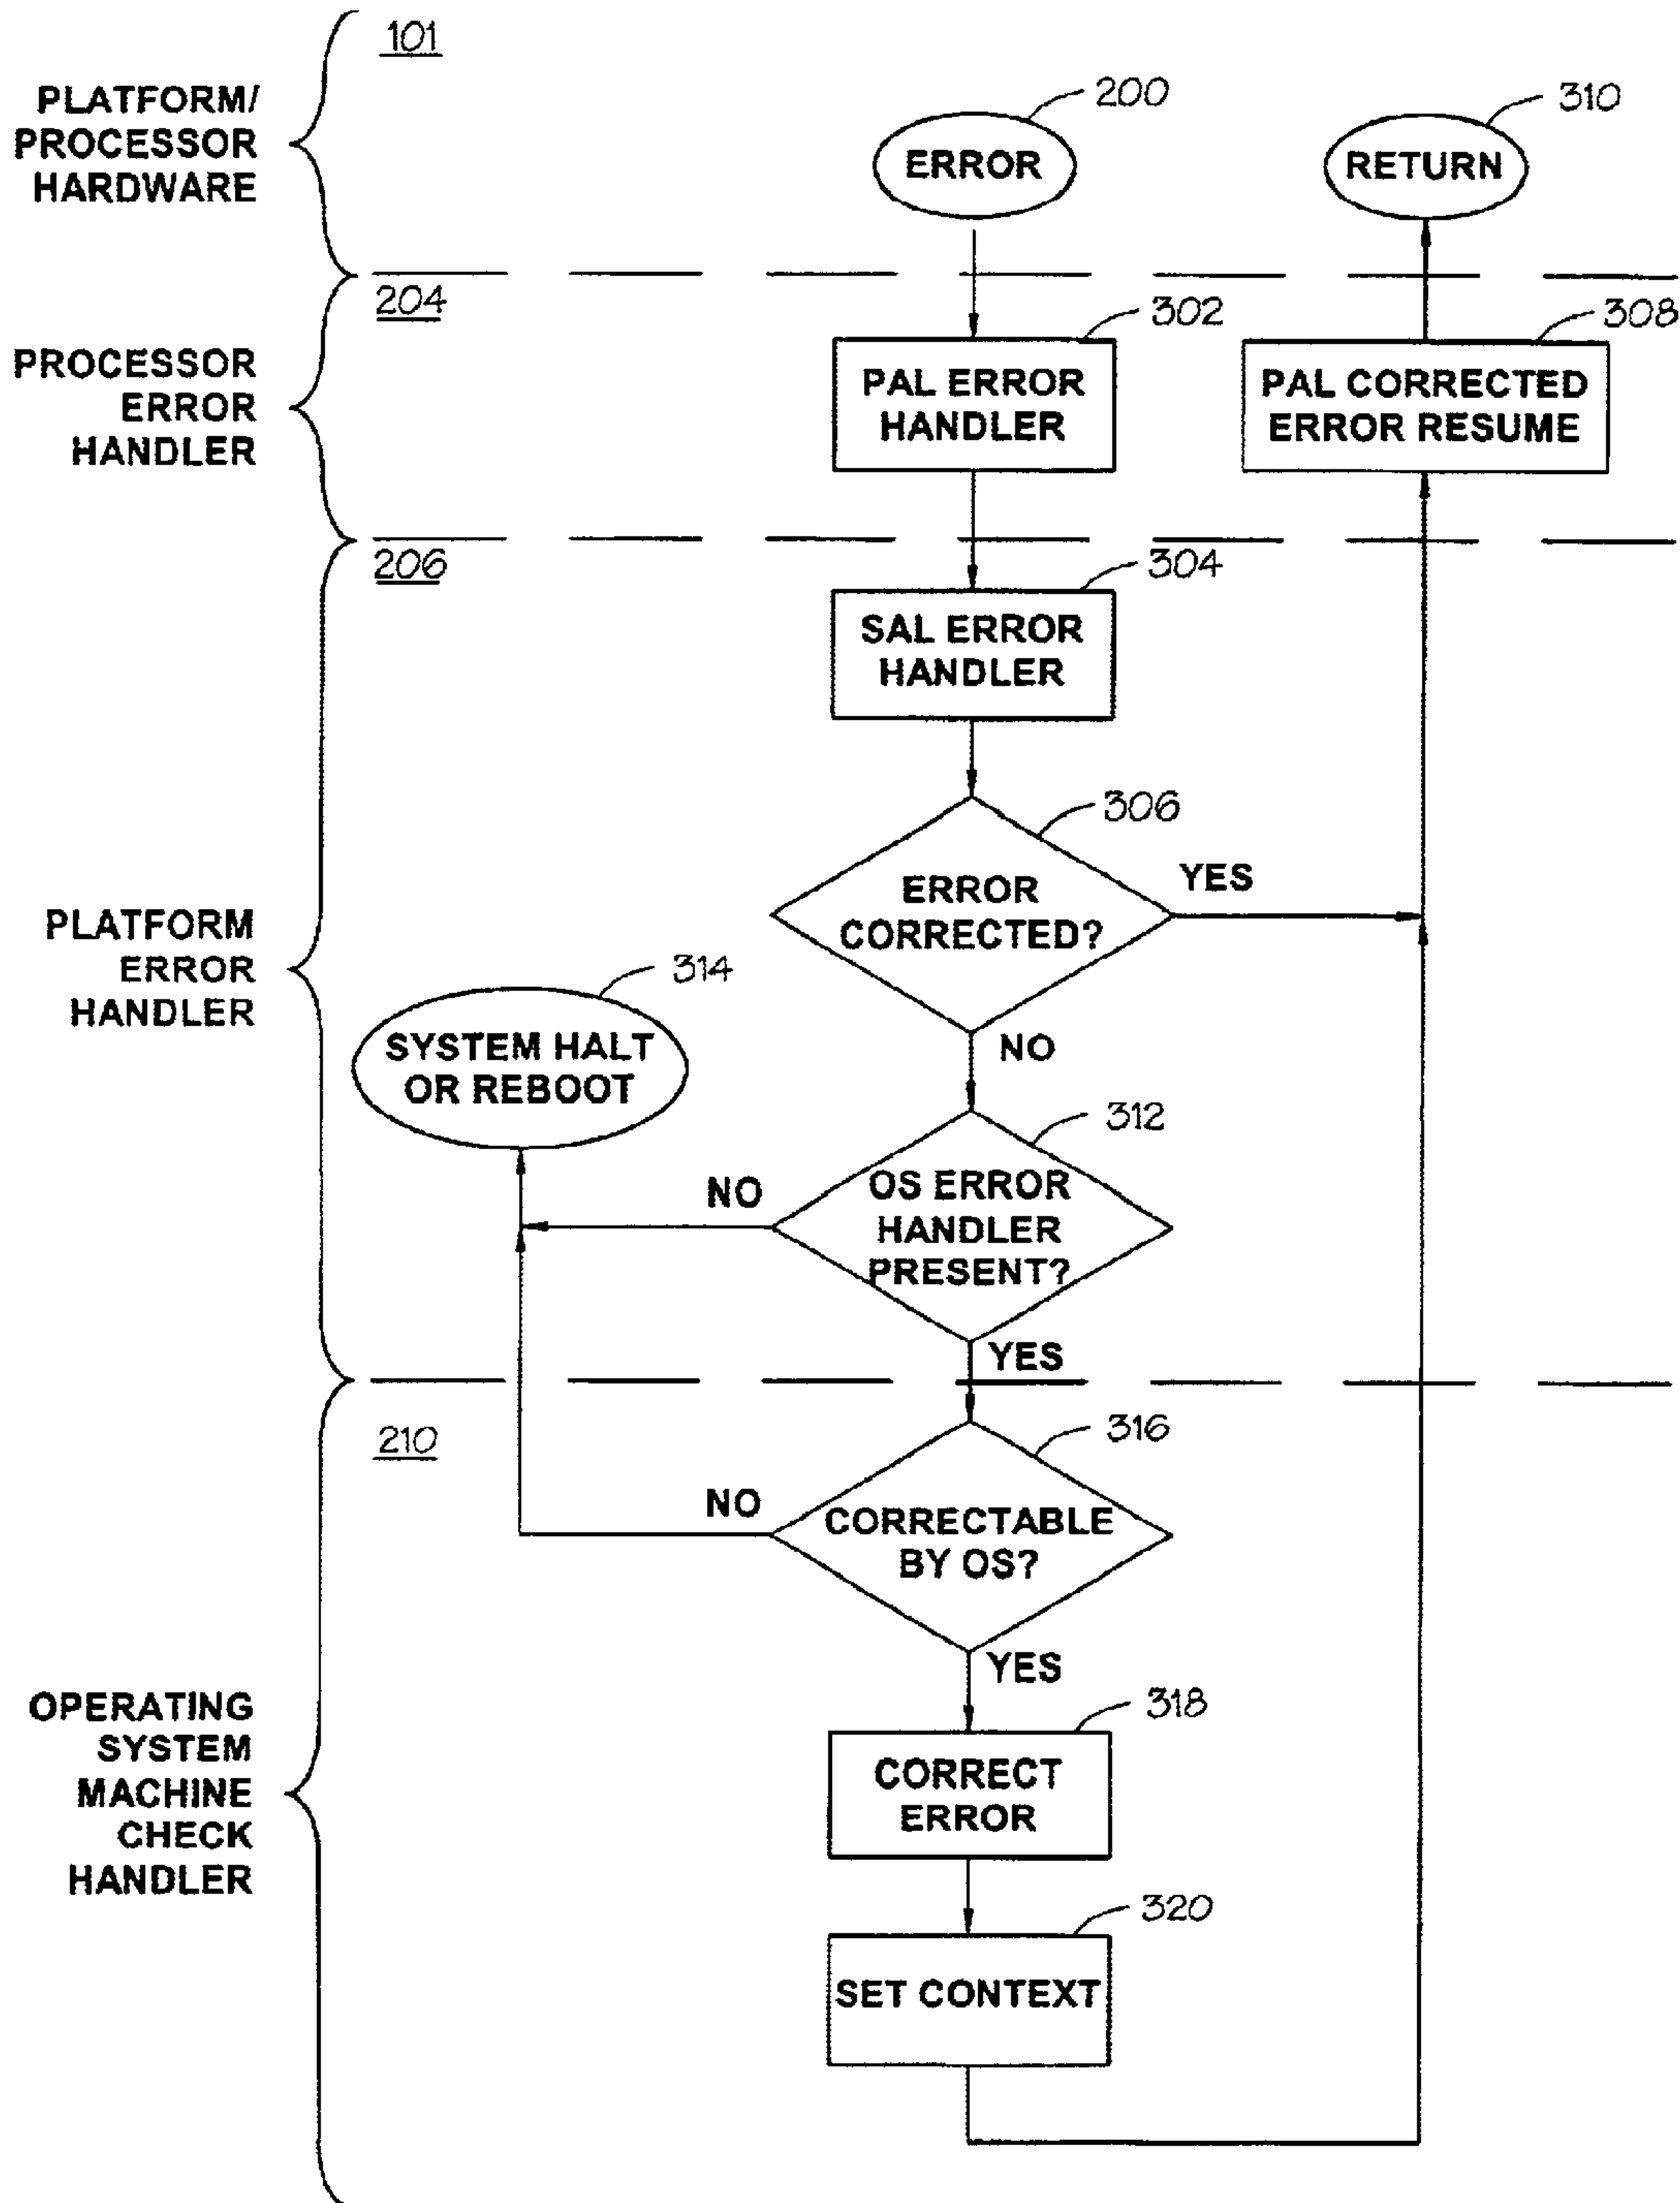 101
PLATFORM/
PROCESSOR
HARDWARE
200
ERROR
310
RETURN
204
PROCESSOR
ERROR
HANDLER
302
PAL ERROR
HANDLER
308
PAL CORRECTED
ERROR RESUME
206
PLATFORM
ERROR
HANDLER
304
SAL ERROR
HANDLER
306
ERROR
CORRECTED?
YES
NO
314
SYSTEM HALT
OR REBOOT
312
OS ERROR
HANDLER
PRESENT?
NO
YES
210
OPERATING
SYSTEM
MACHINE
CHECK
HANDLER
316
CORRECTABLE
BY OS?
NO
YES
318
CORRECT
ERROR
320
SET CONTEXT